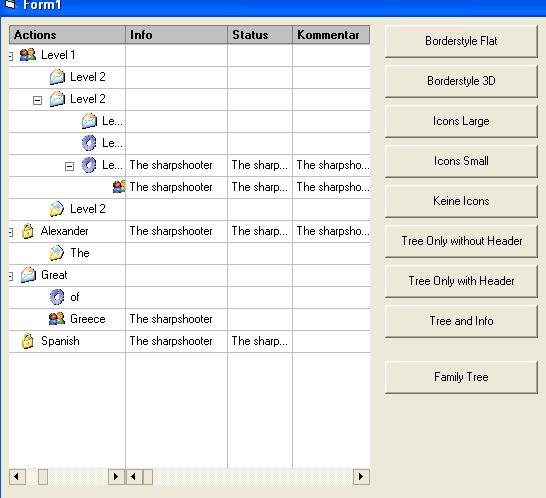 Form1
Actions Info Status Kommentar
Level 1
Level 2
Level 2
Le...
Le...
Le... The sharpshooter The sharp... The sharpsho...
The sharpshooter The sharp... The sharpsho...
Level 2
Alexander The sharpshooter The sharp... The sharpsho...
The
Great
of
Greece The sharpshooter
Spanish The sharpshooter The sharp...
Borderstyle Flat
Borderstyle 3D
Icons Large
Icons Small
Keine Icons
Tree Only without Header
Tree Only with Header
Tree and Info
Family Tree